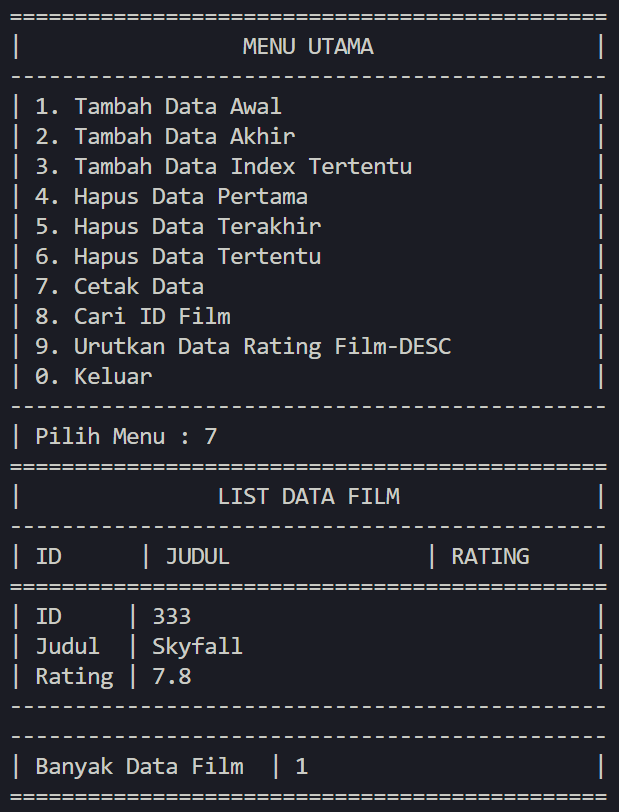 ==============================================
|                 MENU UTAMA                 |
----------------------------------------------
| 1. Tambah Data Awal                        |
| 2. Tambah Data Akhir                       |
| 3. Tambah Data Index Tertentu              |
| 4. Hapus Data Pertama                      |
| 5. Hapus Data Terakhir                     |
| 6. Hapus Data Tertentu                     |
| 7. Cetak Data                              |
| 8. Cari ID Film                            |
| 9. Urutkan Data Rating Film-DESC           |
| 0. Keluar                                  |
----------------------------------------------
| Pilih Menu : 7
==============================================
|               LIST DATA FILM               |
----------------------------------------------
| ID      | JUDUL               | RATING     |
==============================================
| ID     | 333                               |
| Judul  | Skyfall                           |
| Rating | 7.8                               |
----------------------------------------------
----------------------------------------------
| Banyak Data Film  | 1                      |
==============================================